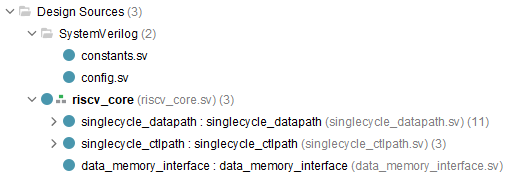 Design Sources (3)
SystemVerilog (2)
constants.sv
config.sv
riscv_core (riscv_core.sv) (3)
singlecycle_datapath : singlecycle_datapath (singlecycle_datapath.sv) (11)
singlecycle_ctlpath : singlecycle_ctlpath (singlecycle_ctlpath.sv) (3)
data_memory_interface : data_memory_interface (data_memory_interface.sv)